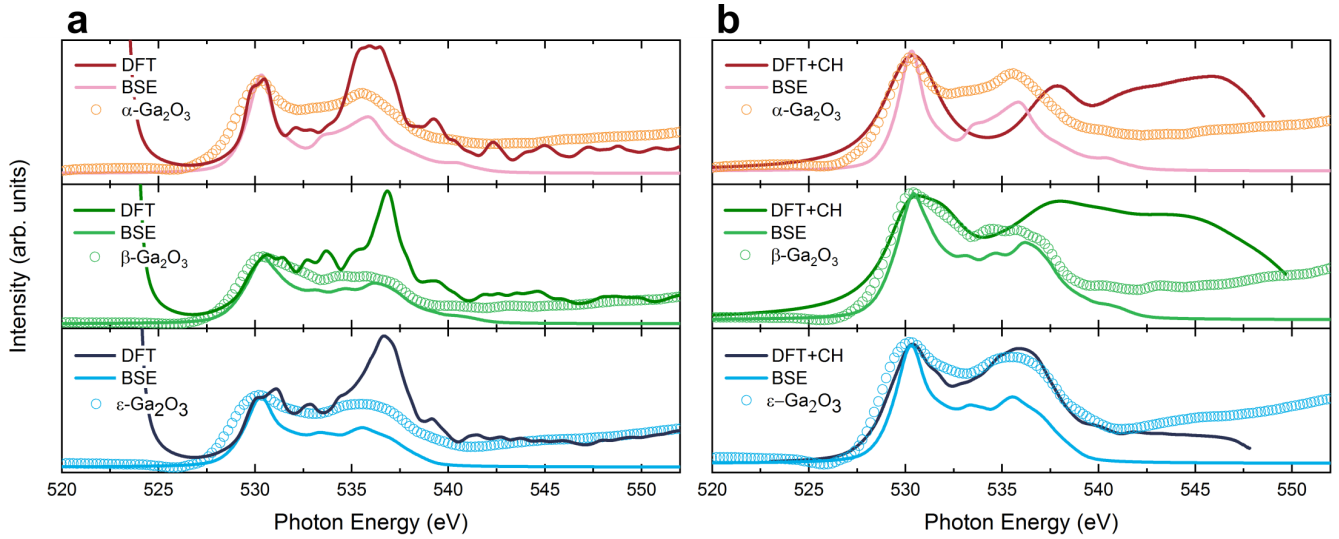 a
b
DFT
BSE
α-Ga₂O₃
DFT+CH
BSE
α-Ga₂O₃
DFT
BSE
β-Ga₂O₃
DFT+CH
BSE
β-Ga₂O₃
DFT
BSE
ε-Ga₂O₃
DFT+CH
BSE
ε–Ga₂O₃
Intensity (arb. units)
520 525 530 535 540 545 550
520 525 530 535 540 545 550
Photon Energy (eV)
Photon Energy (eV)